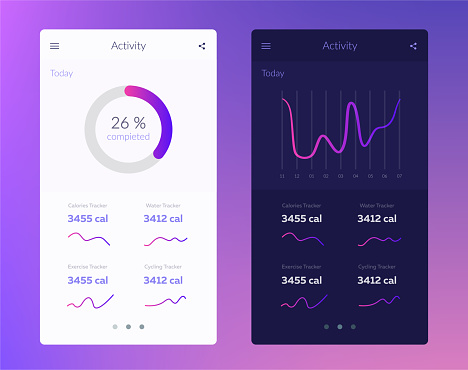 Activity
Today
26 %
completed
Calories Tracker Water Tracker
3455 cal 3412 cal
Exercise Tracker Cycling Tracker
3455 cal 3412 cal
Activity
Today
11 12 01 02 03 04 05 06 07
Calories Tracker Water Tracker
3455 cal 3412 cal
Exercise Tracker Cycling Tracker
3455 cal 3412 cal